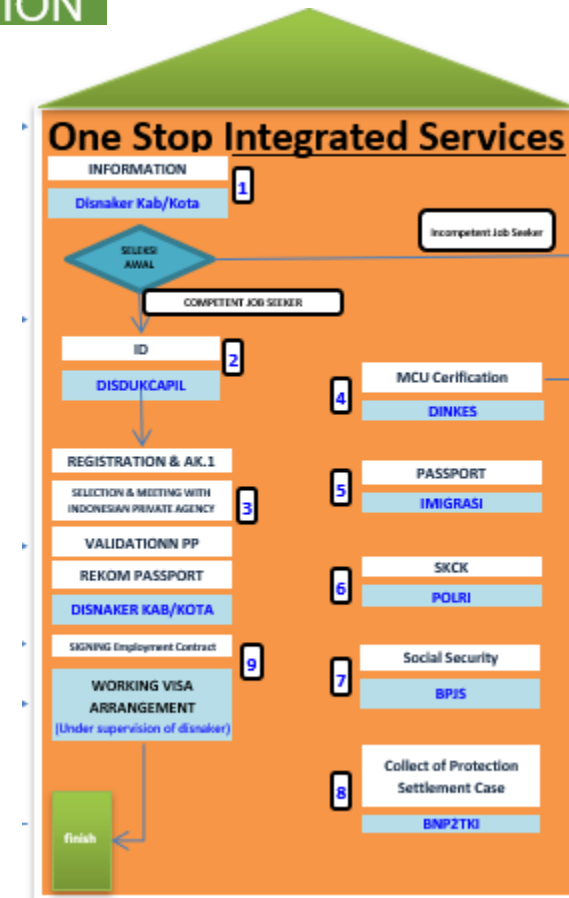 ION
One Stop Integrated Services
INFORMATION
1
Disnaker Kab/Kota
Incompetent Job Seeker
SELEKSI
AWAL
COMPETENT JOB SEEKER
ID
2
DISDUKCAPIL
REGISTRATION & AK.1
SELECTION & MEETING WITH
INDONESIAN PRIVATE AGENCY
3
VALIDATIONN PP
REKOM PASSPORT
DISNAKER KAB/KOTA
SIGNING Employment Contract
9
WORKING VISA
ARRANGEMENT
(Under supervision of disnaker)
finish
MCU Cerification
4
DINKES
PASSPORT
5
IMIGRASI
SKCK
6
POLRI
Social Security
7
BPJS
Collect of Protection
Settlement Case
8
BNP2TKI